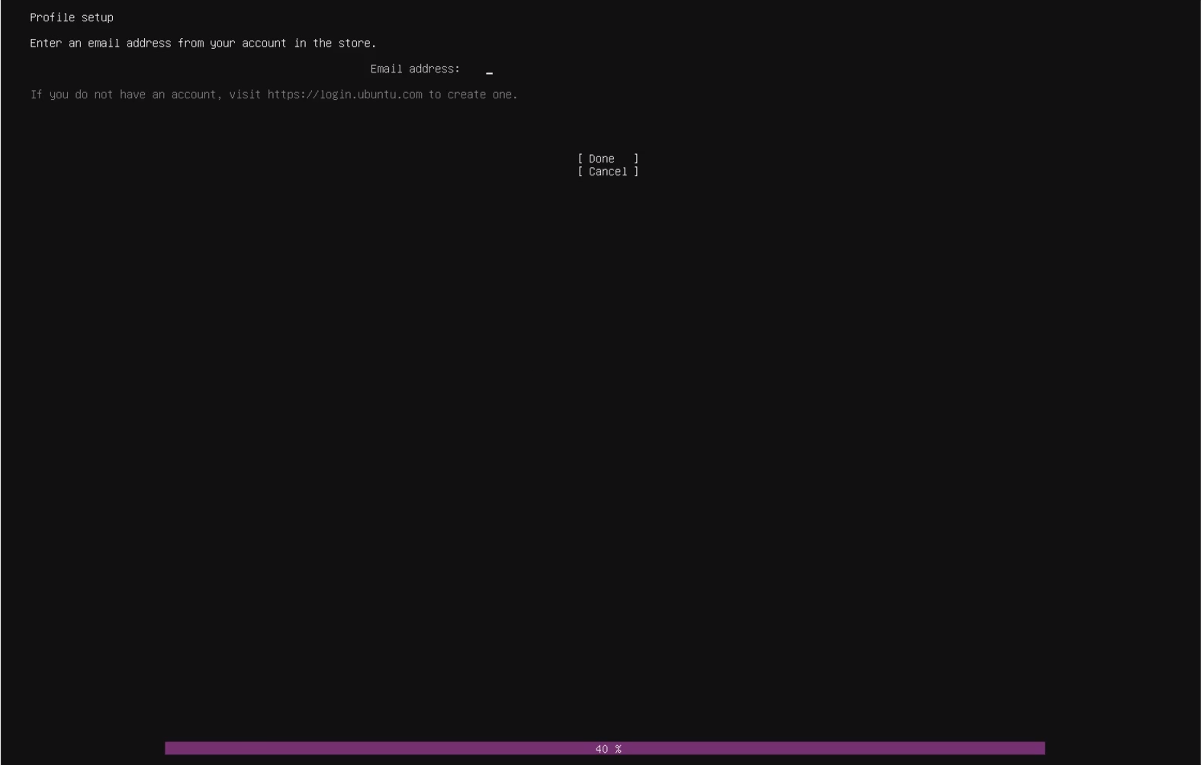 Profile setup
Enter an email address from your account in the store.
Email address:
If you do not have an account, visit https://login.ubuntu.com to create one.
[ Done ]
[ Cancel ]
40 %